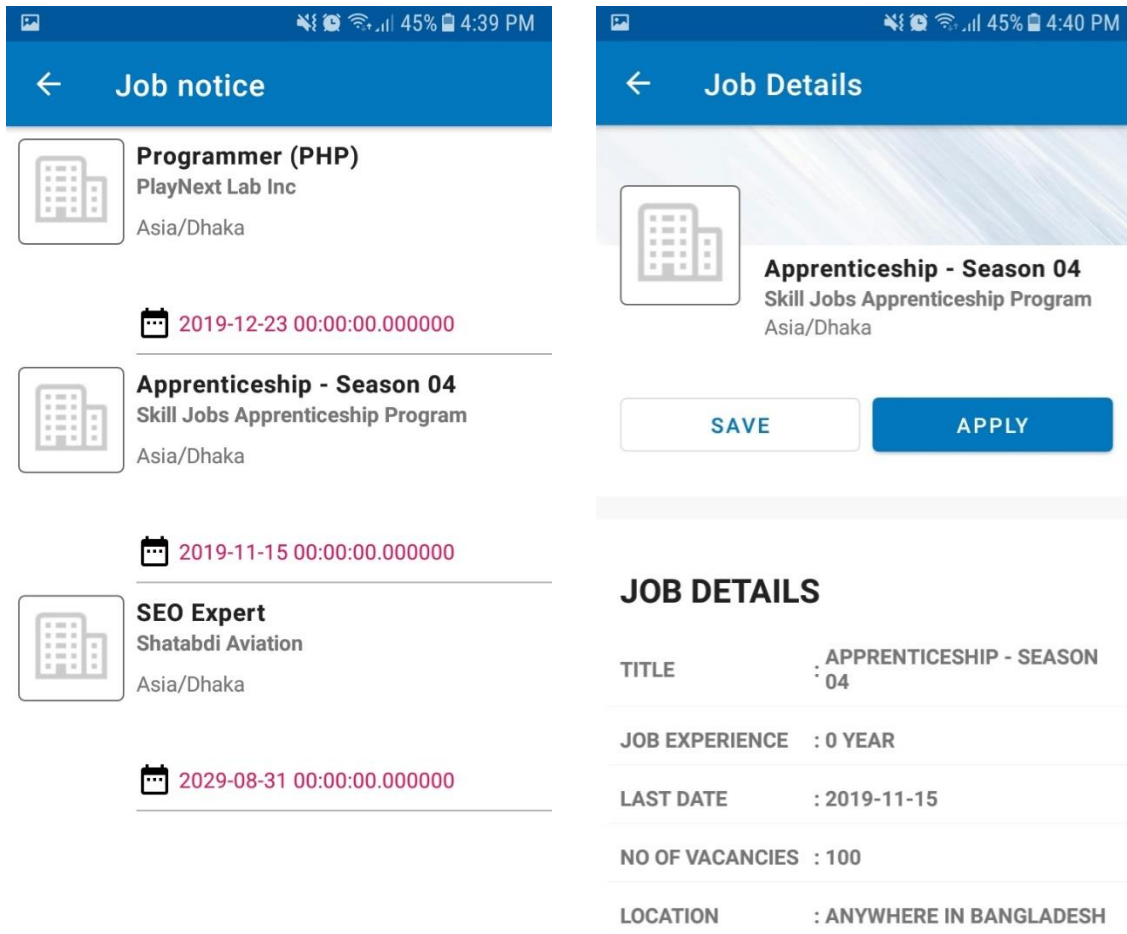 45% 4:39 PM
Job notice
Programmer (PHP)
PlayNext Lab Inc
Asia/Dhaka
2019-12-23 00:00:00.000000
Apprenticeship - Season 04
Skill Jobs Apprenticeship Program
Asia/Dhaka
2019-11-15 00:00:00.000000
SEO Expert
Shatabdi Aviation
Asia/Dhaka
2029-08-31 00:00:00.000000
45% 4:40 PM
Job Details
Apprenticeship - Season 04
Skill Jobs Apprenticeship Program
Asia/Dhaka
SAVE APPLY
JOB DETAILS
TITLE : APPRENTICESHIP - SEASON
04
JOB EXPERIENCE : 0 YEAR
LAST DATE : 2019-11-15
NO OF VACANCIES : 100
LOCATION : ANYWHERE IN BANGLADESH